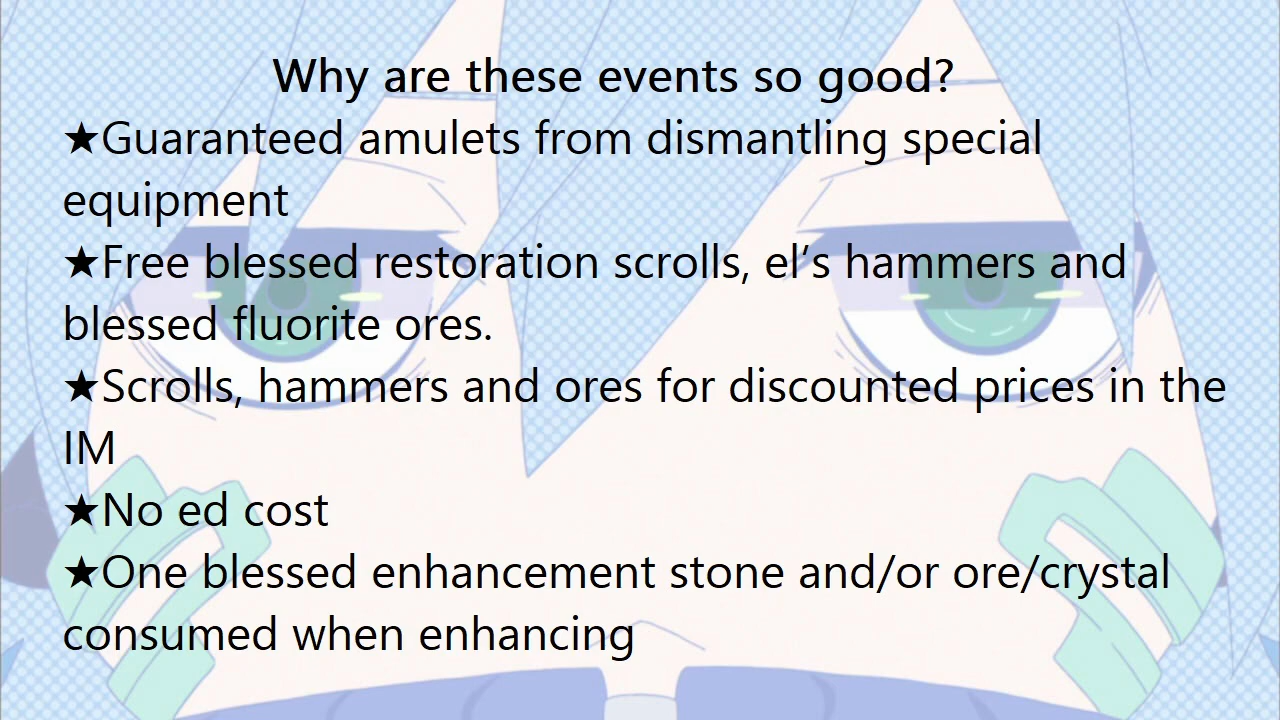 Why are these events so good?
★Guaranteed amulets from dismantling special
equipment
★Free blessed restoration scrolls, el’s hammers and
blessed fluorite ores.
★Scrolls, hammers and ores for discounted prices in the
IM
★No ed cost
★One blessed enhancement stone and/or ore/crystal
consumed when enhancing